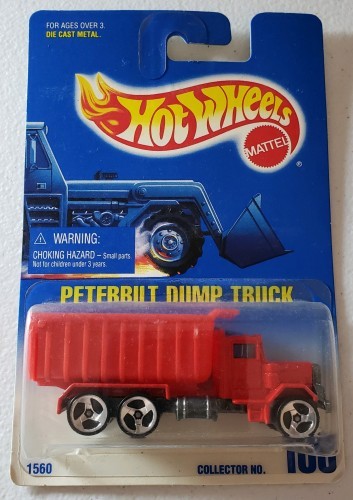 FOR AGES OVER 3.
DIE CAST METAL.
Hot Wheels
MATTEL
®
⚠ WARNING:
CHOKING HAZARD – Small parts
Not for children under 3 years.
PETERBILT DUMP TRUCK
1560
COLLECTOR NO.